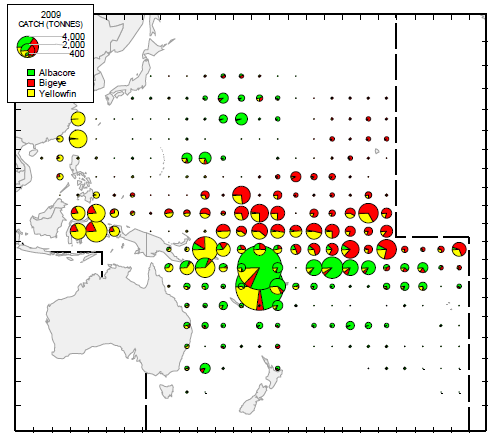 2009
CATCH (TONNES)
4,000
2,000
400
Albacore
Bigeye
Yellowfin